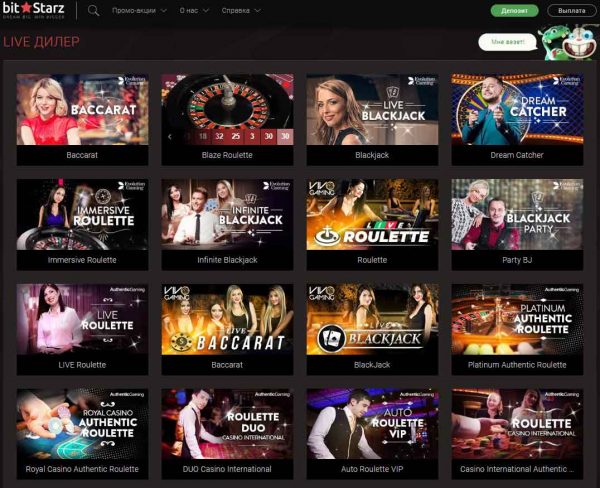 bit★Starz
DREAM BIG. WIN BIGGER
Промо-акции
О нас
Справка
Депозит
Выплата
LIVE ДИЛЕР
Мне везет!
Evolution Gaming
BACCARAT
Baccarat
18 32 25 3 30 30
Blaze Roulette
Evolution Gaming
LIVE
BLACKJACK
Blackjack
Evolution Gaming
DREAM
CATCHER
Dream Catcher
Evolution Gaming
IMMERSIVE
ROULETTE
Immersive Roulette
Evolution Gaming
INFINITE
BLACKJACK
Infinite Blackjack
VIVO
GAMING
LIVE
ROULETTE
Roulette
Evolution Gaming
BLACKJACK
PARTY
Party BJ
AuthenticGaming
LIVE
ROULETTE
LIVE Roulette
VIVO
GAMING
LIVE
BACCARAT
Baccarat
VIVO
GAMING
LIVE
BLACKJACK
BlackJack
AuthenticGaming
PLATINUM
AUTHENTIC
ROULETTE
Platinum Authentic Roulette
AuthenticGaming
ROYAL CASINO
AUTHENTIC
ROULETTE
Royal Casino Authentic Roulette
AuthenticGaming
ROULETTE
DUO
CASINO INTERNATIONAL
DUO Casino International
AuthenticGaming
AUTO
ROULETTE
VIP
Auto Roulette VIP
AuthenticGaming
ROULETTE
CASINO INTERNATIONAL
Casino International Authentic ...